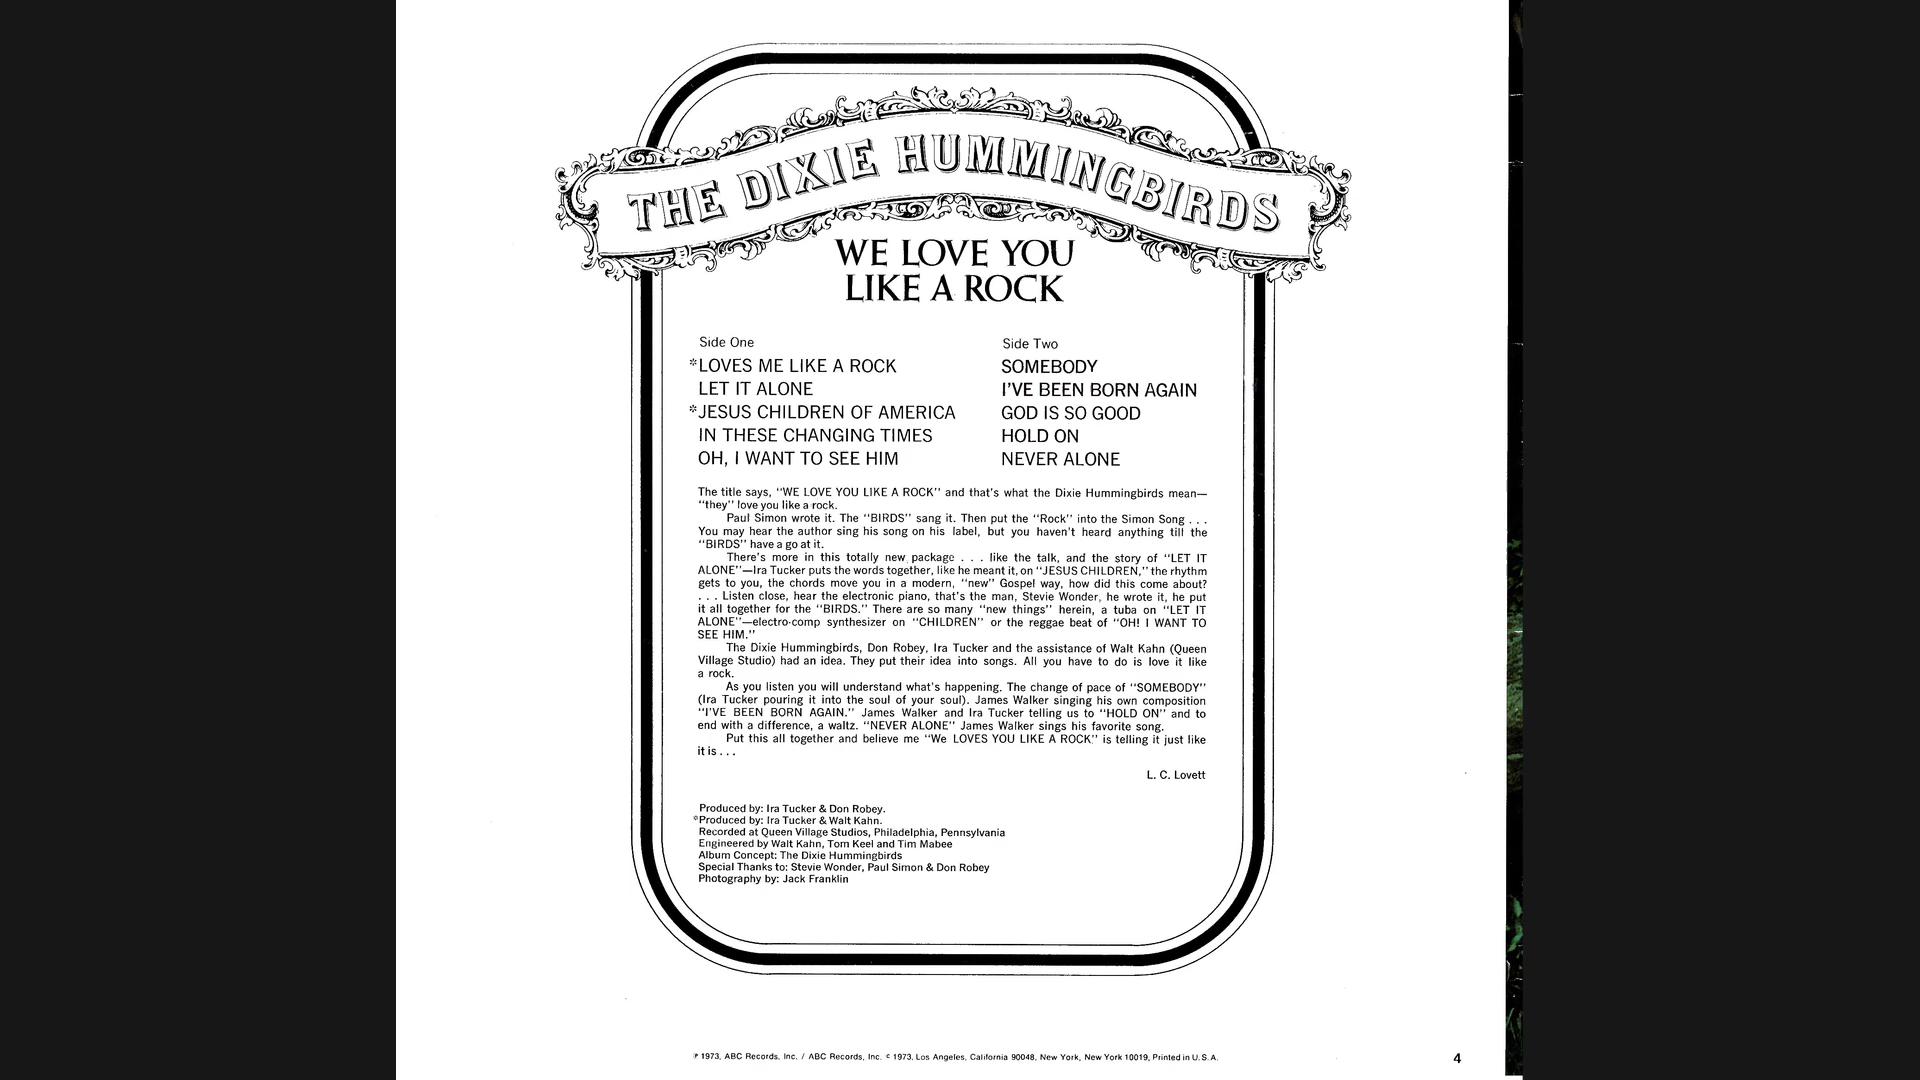 THE DIXIE HUMMINGBIRDS
WE LOVE YOU
LIKE A ROCK
Side One
*LOVES ME LIKE A ROCK
LET IT ALONE
*JESUS CHILDREN OF AMERICA
IN THESE CHANGING TIMES
OH, I WANT TO SEE HIM
Side Two
SOMEBODY
I'VE BEEN BORN AGAIN
GOD IS SO GOOD
HOLD ON
NEVER ALONE
The title says, "WE LOVE YOU LIKE A ROCK" and that's what the Dixie Hummingbirds mean—
"they" love you like a rock.
Paul Simon wrote it. The "BIRDS" sang it. Then put the "Rock" into the Simon Song . . .
You may hear the author sing his song on his label, but you haven't heard anything till the
"BIRDS" have a go at it.
There's more in this totally new package . . . like the talk, and the story of "LET IT
ALONE"—Ira Tucker puts the words together, like he meant it, on "JESUS CHILDREN," the rhythm
gets to you, the chords move you in a modern, "new" Gospel way, how did this come about?
. . . Listen close, hear the electronic piano, that's the man, Stevie Wonder, he wrote it, he put
it all together for the "BIRDS." There are so many "new things" herein, a tuba on "LET IT
ALONE"—electro-comp synthesizer on "CHILDREN" or the reggae beat of "OH! I WANT TO
SEE HIM."
The Dixie Hummingbirds, Don Robey, Ira Tucker and the assistance of Walt Kahn (Queen
Village Studio) had an idea. They put their idea into songs. All you have to do is love it like
a rock.
As you listen you will understand what's happening. The change of pace of "SOMEBODY"
(Ira Tucker pouring it into the soul of your soul). James Walker singing his own composition
"I'VE BEEN BORN AGAIN." James Walker and Ira Tucker telling us to "HOLD ON" and to
end with a difference, a waltz. "NEVER ALONE" James Walker sings his favorite song.
Put this all together and believe me "We LOVES YOU LIKE A ROCK" is telling it just like
it is . . .
L. C. Lovett
Produced by: Ira Tucker & Don Robey.
*Produced by: Ira Tucker & Walt Kahn.
Recorded at Queen Village Studios, Philadelphia, Pennsylvania
Engineered by Walt Kahn, Tom Keel and Tim Mabee
Album Concept: The Dixie Hummingbirds
Special Thanks to: Stevie Wonder, Paul Simon & Don Robey
Photography by: Jack Franklin
℗ 1973, ABC Records, Inc. / ABC Records, Inc. © 1973, Los Angeles, California 90048, New York, New York 10019, Printed in U.S.A.
4